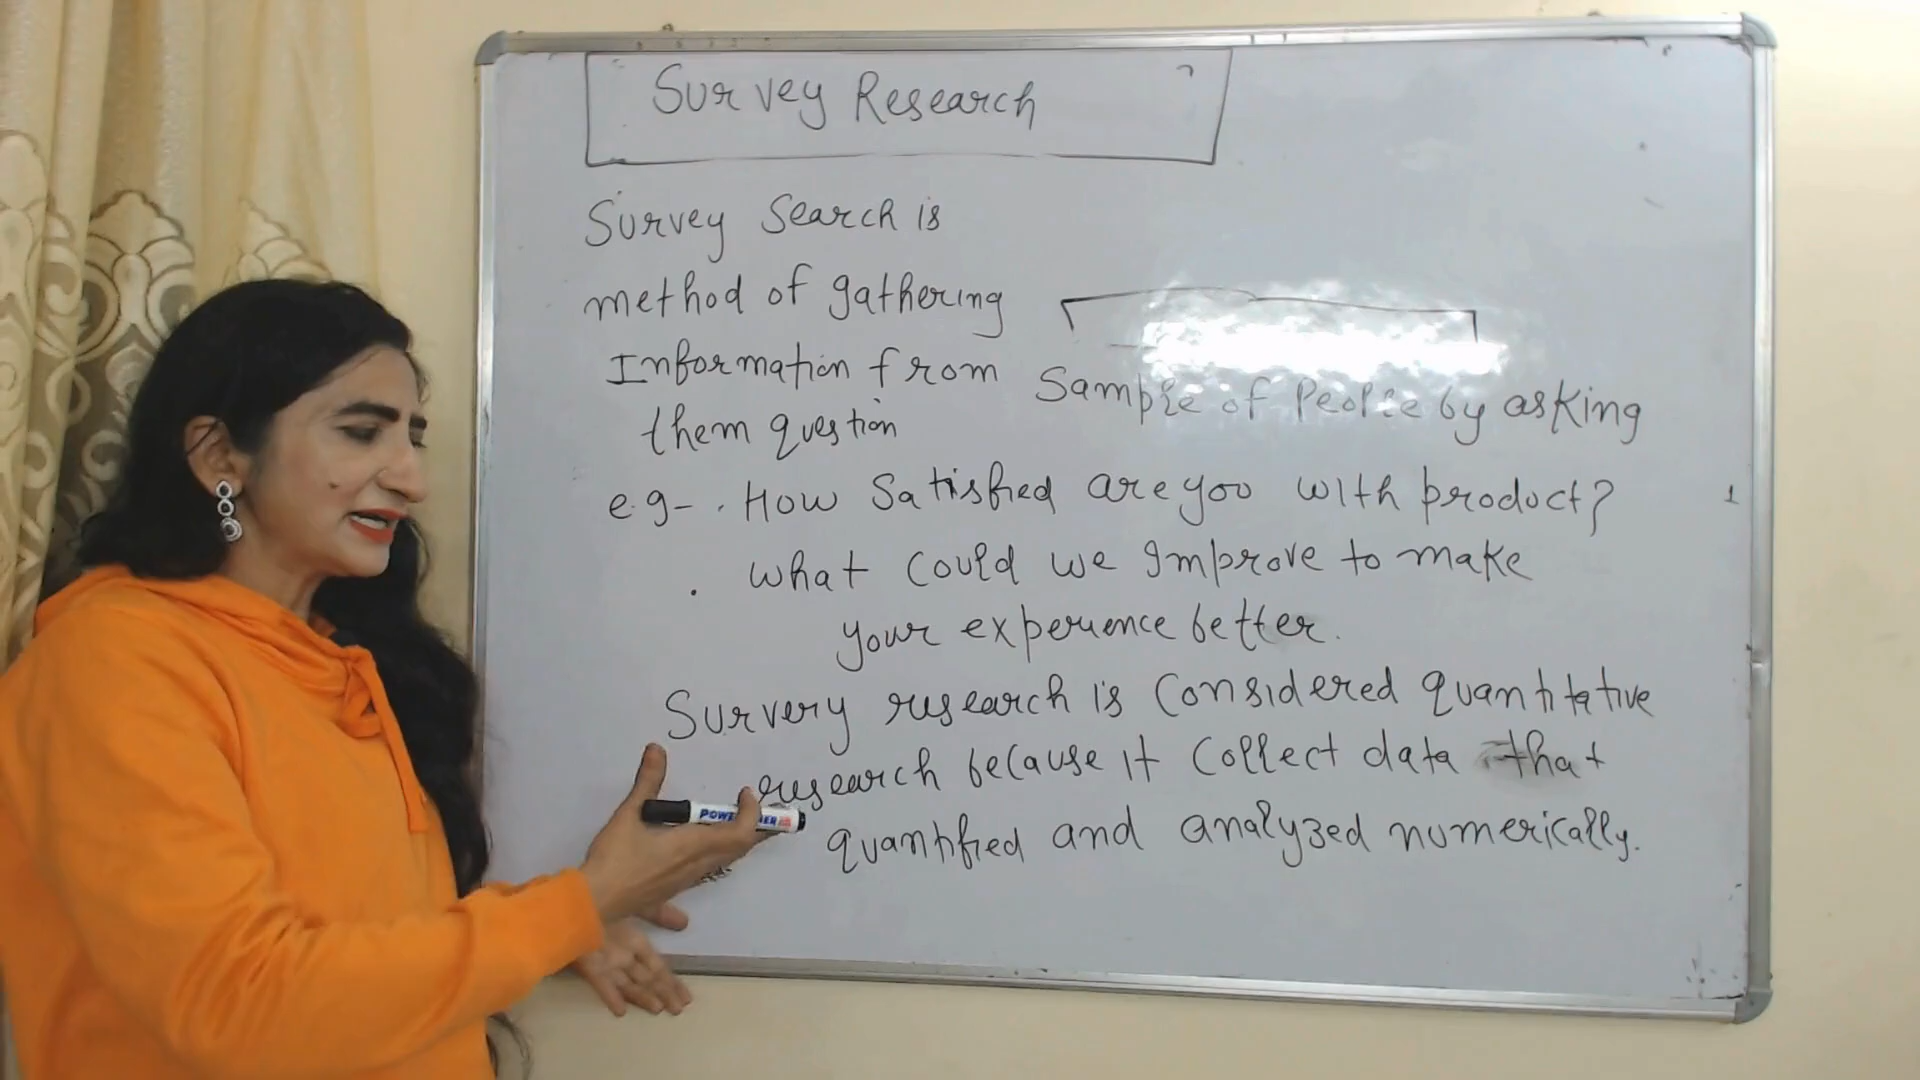 Survey Research
Survey Search is
method of gathering
Information from Sample of People by asking
them question
e.g- . How Satisfied are you with product?
. What could we Improve to make
your experience better.
Survery research is Considered quantitative
research because it Collect data that
quantified and analyzed numerically.